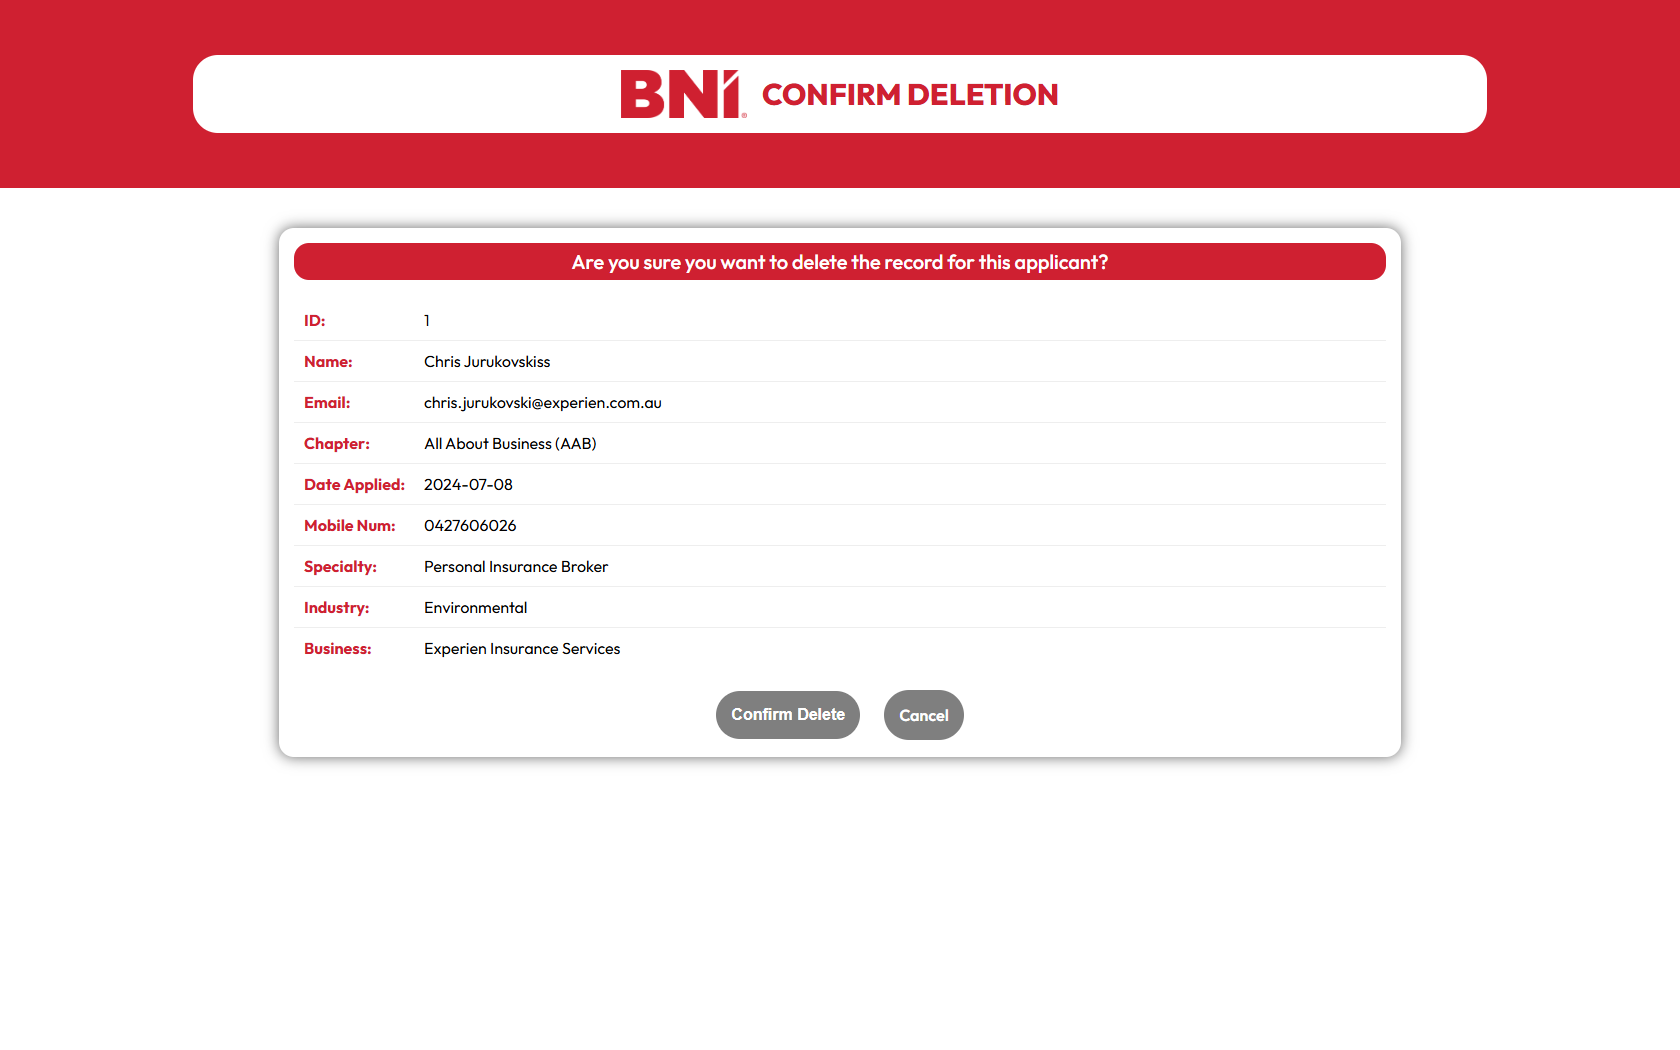 BNI® CONFIRM DELETION
Are you sure you want to delete the record for this applicant?
ID: 1
Name: Chris Jurukovskiss
Email: chris.jurukovski@experien.com.au
Chapter: All About Business (AAB)
Date Applied: 2024-07-08
Mobile Num: 0427606026
Specialty: Personal Insurance Broker
Industry: Environmental
Business: Experien Insurance Services
Confirm Delete Cancel